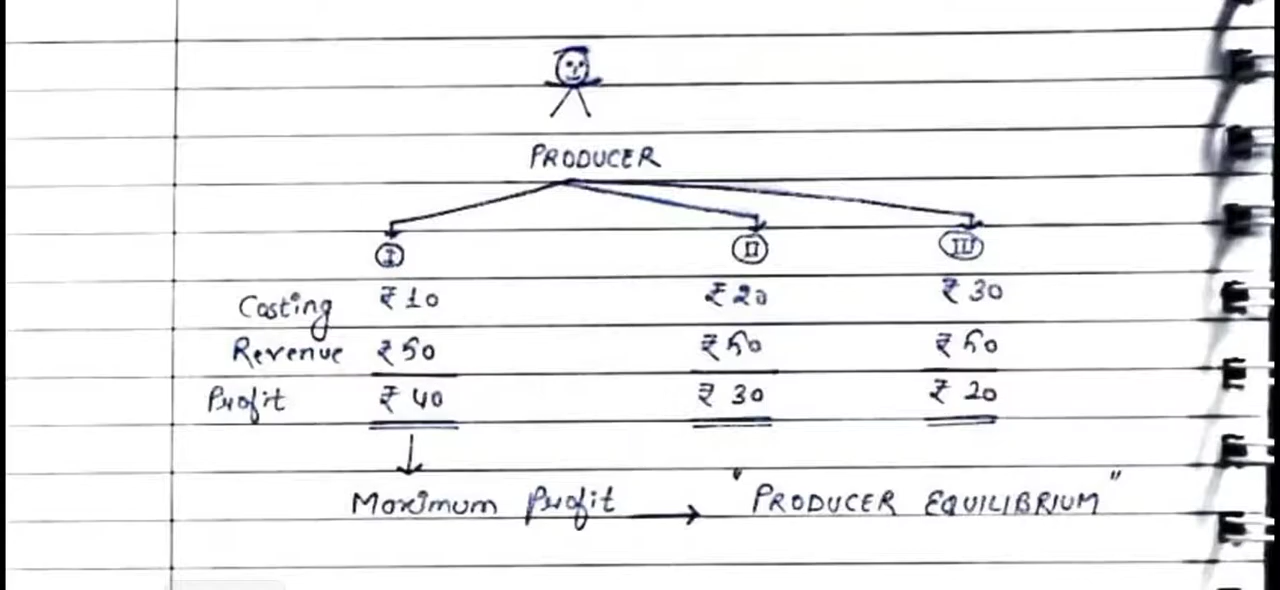 PRODUCER
I II III
Costing ₹10 ₹20 ₹30
Revenue ₹50 ₹50 ₹50
Profit ₹40 ₹30 ₹20
Maximum Profit → "PRODUCER EQUILIBRIUM"